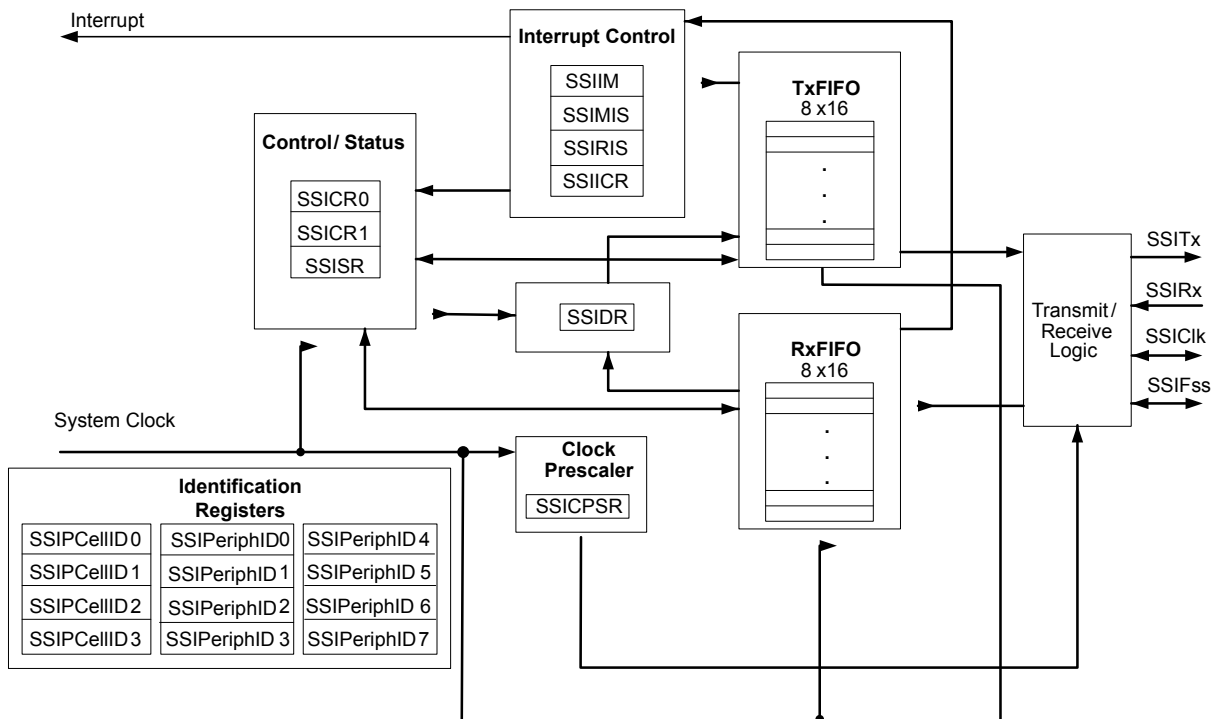 Interrupt
Interrupt Control
SSIIM
SSIMIS
SSIRIS
SSIICR
TxFIFO
8 x16
.
.
.
Control/ Status
SSICR0
SSICR1
SSISR
SSIDR
RxFIFO
8 x16
.
.
.
Transmit/
Receive
Logic
SSITx
SSIRx
SSIClk
SSIFss
System Clock
Clock
Prescaler
SSICPSR
Identification
Registers
SSIPCellID0 SSIPeriphID0 SSIPeriphID4
SSIPCellID1 SSIPeriphID1 SSIPeriphID5
SSIPCellID2 SSIPeriphID2 SSIPeriphID6
SSIPCellID3 SSIPeriphID3 SSIPeriphID7